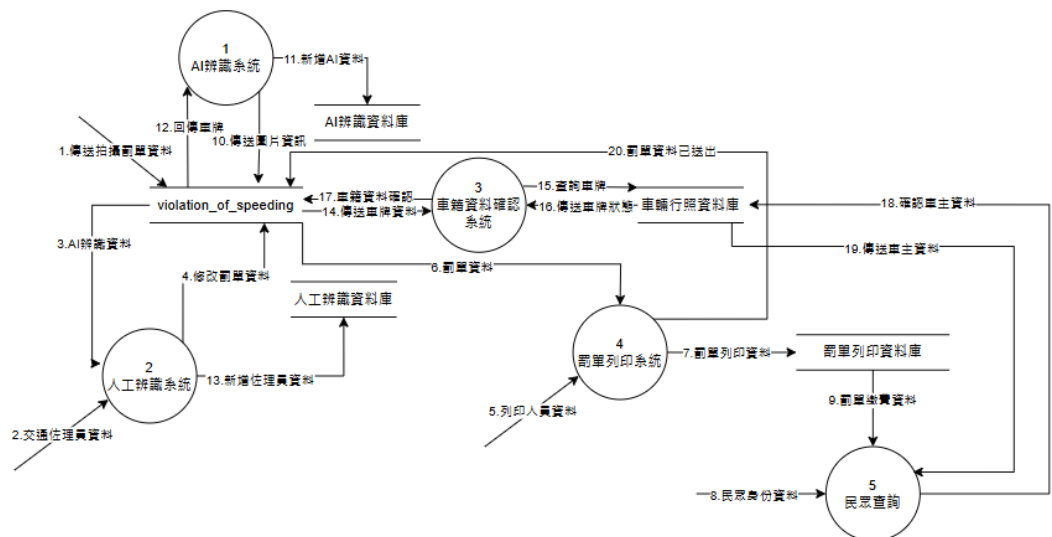 1
AI辨識系統
11.新增AI資料
AI辨識資料庫
12.回傳車牌
10.傳送圖片資訊
1.傳送拍攝罰單資料
20.罰單資料已送出
violation_of_speeding
17.車籍資料確認
14.傳送車牌資料
3
車籍資料確認
系統
15.查詢車牌
16.傳送車牌狀態
車輛行照資料庫
18.確認車主資料
19.傳送車主資料
3.AI辨識資料
4.修改罰單資料
6.罰單資料
人工辨識資料庫
2
人工辨識系統
13.新增佐理員資料
2.交通佐理員資料
4
罰單列印系統
7.罰單列印資料
罰單列印資料庫
5.列印人員資料
9.罰單繳費資料
8.民眾身份資料
5
民眾查詢